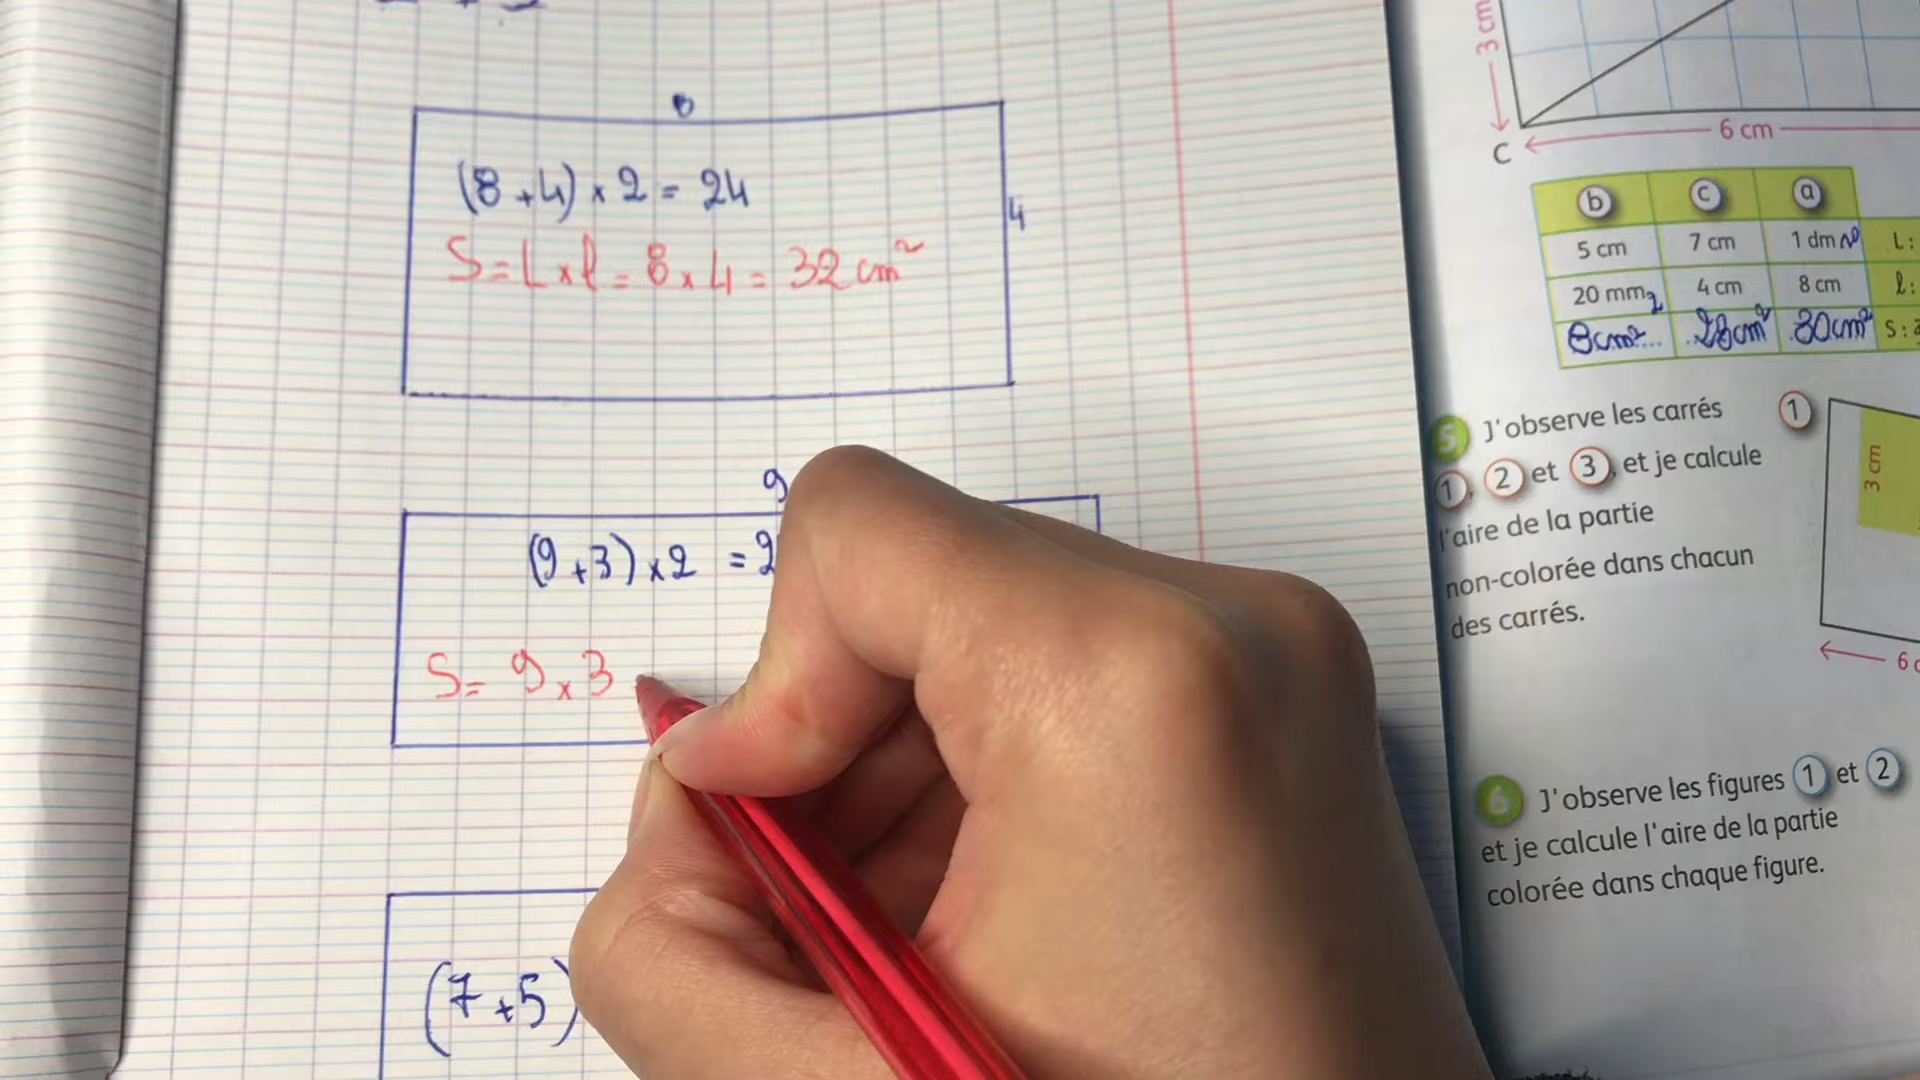 8
(8+4)×2=24
4
S=L×l=8×4=32cm²
9
(9+3)×2=2
S=9×3
(7+5)
3 cm
6 cm
C
b c a
5 cm 7 cm 1 dm L:
20 mm 4 cm 8 cm l:
8cm² 28cm² 80cm² S:
5 J'observe les carrés
1, 2 et 3, et je calcule
l'aire de la partie
non-colorée dans chacun
des carrés.
1
3 cm
6
6 J'observe les figures 1 et 2
et je calcule l'aire de la partie
colorée dans chaque figure.